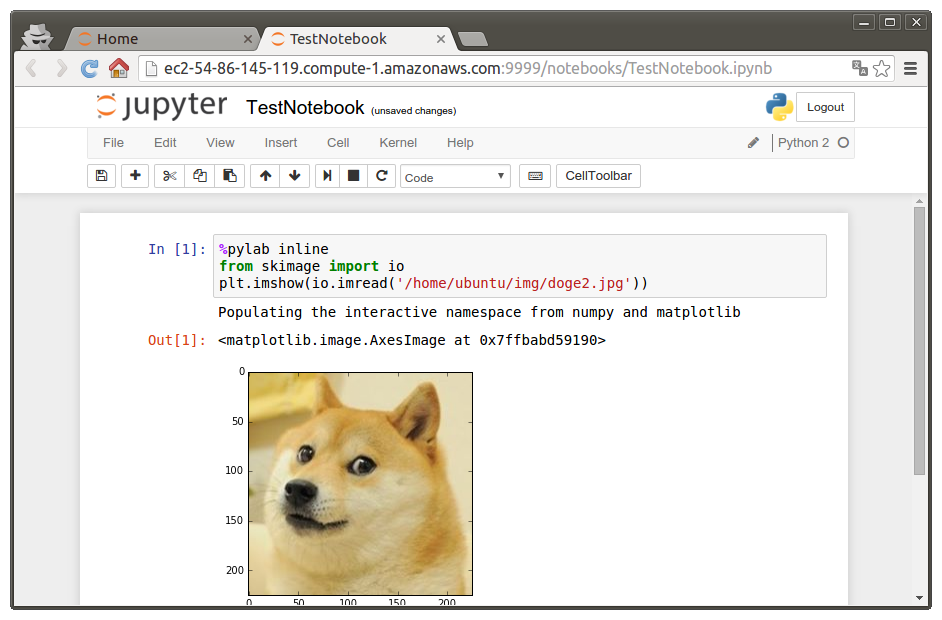 Home
TestNotebook
ec2-54-86-145-119.compute-1.amazonaws.com:9999/notebooks/TestNotebook.ipynb
jupyter TestNotebook (unsaved changes) Logout
File Edit View Insert Cell Kernel Help Python 2
Code CellToolbar
In [1]: %pylab inline
from skimage import io
plt.imshow(io.imread('/home/ubuntu/img/doge2.jpg'))
Populating the interactive namespace from numpy and matplotlib
Out[1]: <matplotlib.image.AxesImage at 0x7ffbabd59190>
0
50
100
150
200
0 50 100 150 200